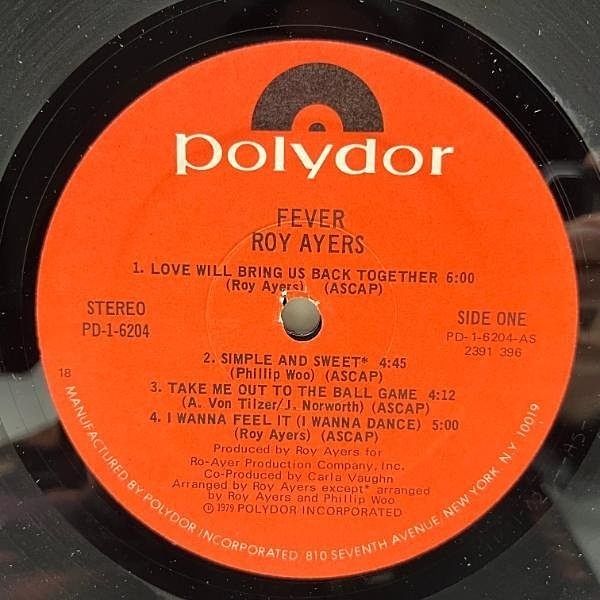 polydor
FEVER
ROY AYERS
1. LOVE WILL BRING US BACK TOGETHER 6:00
(Roy Ayers) (ASCAP)
STEREO
PD-1-6204
SIDE ONE
PD-1-6204-AS
2391 396
2. SIMPLE AND SWEET* 4:45
(Phillip Woo) (ASCAP)
18
3. TAKE ME OUT TO THE BALL GAME 4:12
(A. Von Tilzer/J. Norworth) (ASCAP)
4. I WANNA FEEL IT (I WANNA DANCE) 5:00
(Roy Ayers) (ASCAP)
Produced by Roy Ayers for
Ro-Ayer Production Company, Inc.
Co-Produced by Carla Vaughn
Arranged by Roy Ayers except* arranged
by Roy Ayers and Phillip Woo
Ⓟ 1979 POLYDOR INCORPORATED
MANUFACTURED BY POLYDOR INCORPORATED/810 SEVENTH AVENUE, NEW YORK, N.Y. 10019